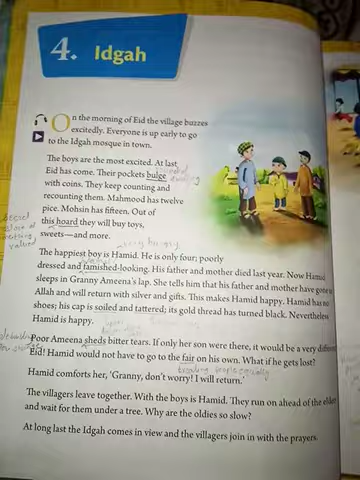 4. Idgah
On the morning of Eid the village buzzes
excitedly. Everyone is up early to go
to the Idgah mosque in town.
The boys are the most excited. At last
Eid has come. Their pockets bulge
with coins. They keep counting and
recounting them. Mahmood has twelve
pice. Mohsin has fifteen. Out of
this hoard they will buy toys,
sweets—and more.
The happiest boy is Hamid. He is only four; poorly
dressed and famished-looking. His father and mother died last year. Now Hamid
sleeps in Granny Ameena's lap. She tells him that his father and mother have gone to
Allah and will return with silver and gifts. This makes Hamid happy. Hamid has no
shoes; his cap is soiled and tattered; its gold thread has turned black. Nevertheless
Hamid is happy.
Poor Ameena sheds bitter tears. If only her son were there, it would be a very different
Eid! Hamid would not have to go to the fair on his own. What if he gets lost?
Hamid comforts her, 'Granny, don't worry! I will return.'
The villagers leave together. With the boys is Hamid. They run on ahead of the elders
and wait for them under a tree. Why are the oldies so slow?
At long last the Idgah comes in view and the villagers join in with the prayers.